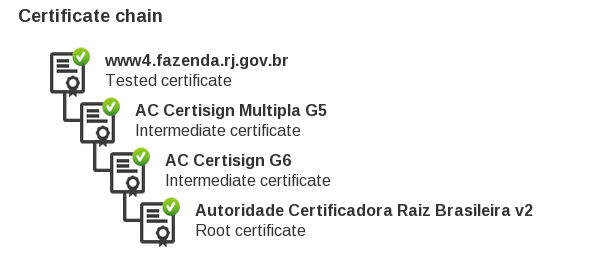 Certificate chain
www4.fazenda.rj.gov.br
Tested certificate
AC Certisign Multipla G5
Intermediate certificate
AC Certisign G6
Intermediate certificate
Autoridade Certificadora Raiz Brasileira v2
Root certificate